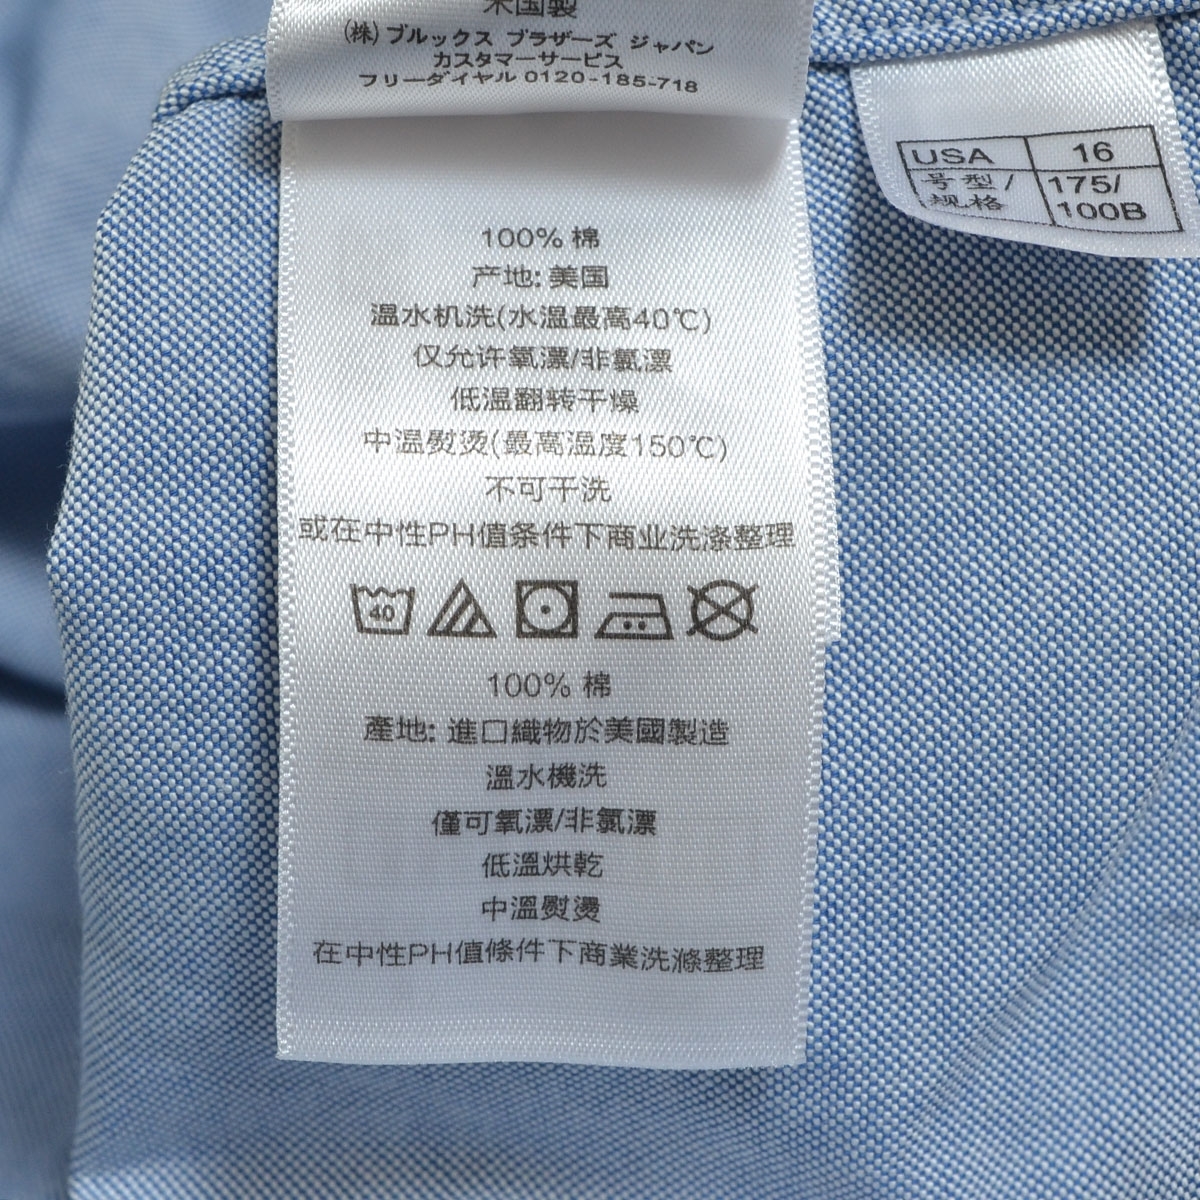 米国製
(株)ブルックス ブラザーズ ジャパン
カスタマーサービス
フリーダイヤル 0120-185-718
USA 16
号型/规格 175/100B
100% 棉
产地: 美国
温水机洗(水温最高40℃)
仅允许氧漂/非氯漂
低温翻转干燥
中温熨烫(最高温度150℃)
不可干洗
或在中性PH值条件下商业洗涤整理
40
100% 棉
產地: 進口織物於美國製造
溫水機洗
僅可氧漂/非氯漂
低溫烘乾
中溫熨燙
在中性PH值條件下商業洗滌整理